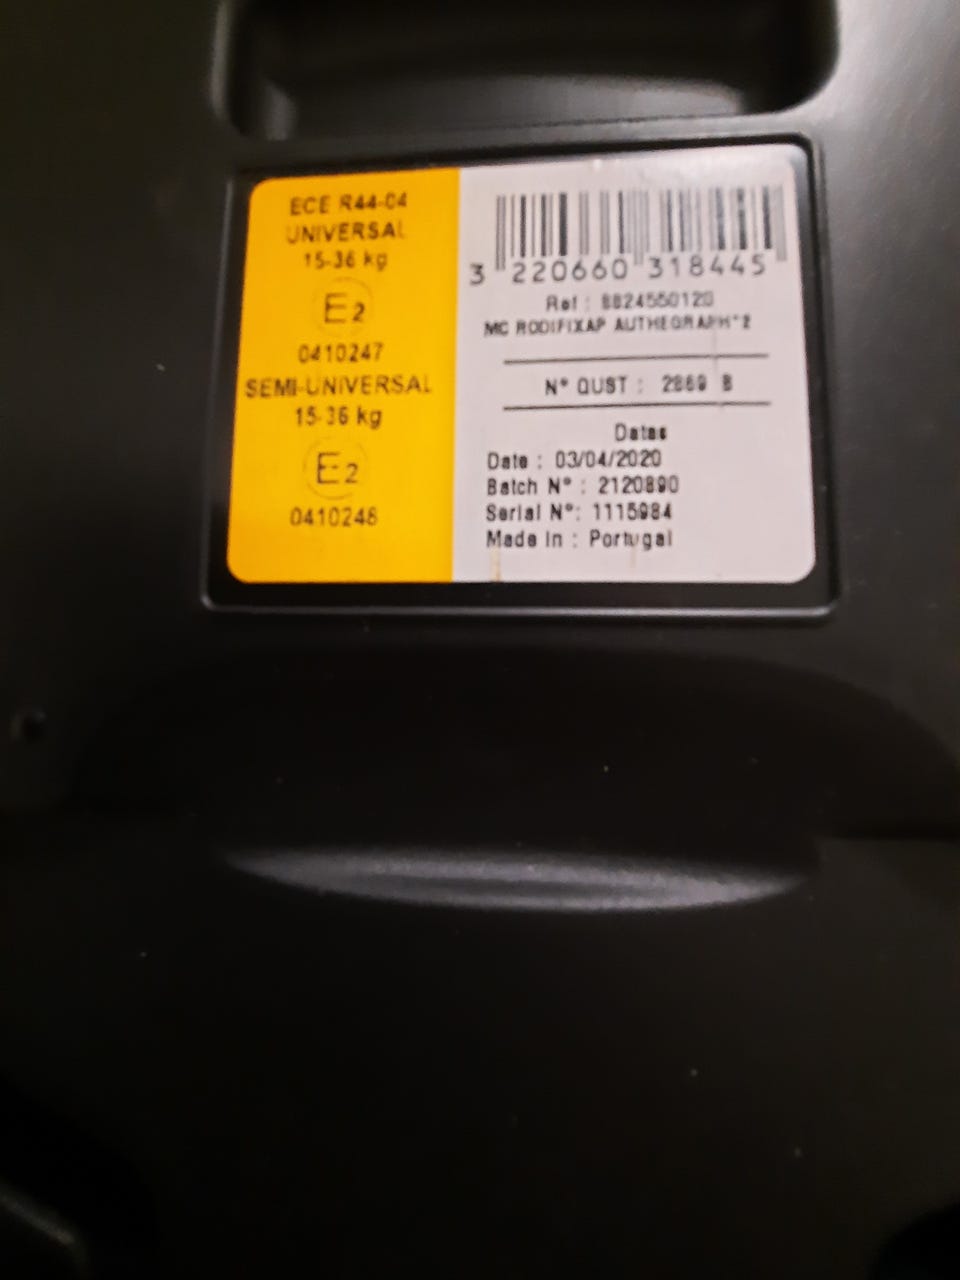 ECE R44-04
UNIVERSAL
15-36 kg
E2
0410247
SEMI-UNIVERSAL
15-36 kg
E2
0410248
3 220660 318445
Ref : 8824550120
MC RODIFIXAP AUTHEGRAPH*2
N° QUST : 2869 B
Datas
Date : 03/04/2020
Batch N° : 2120890
Serial N°: 1115984
Made in : Portugal